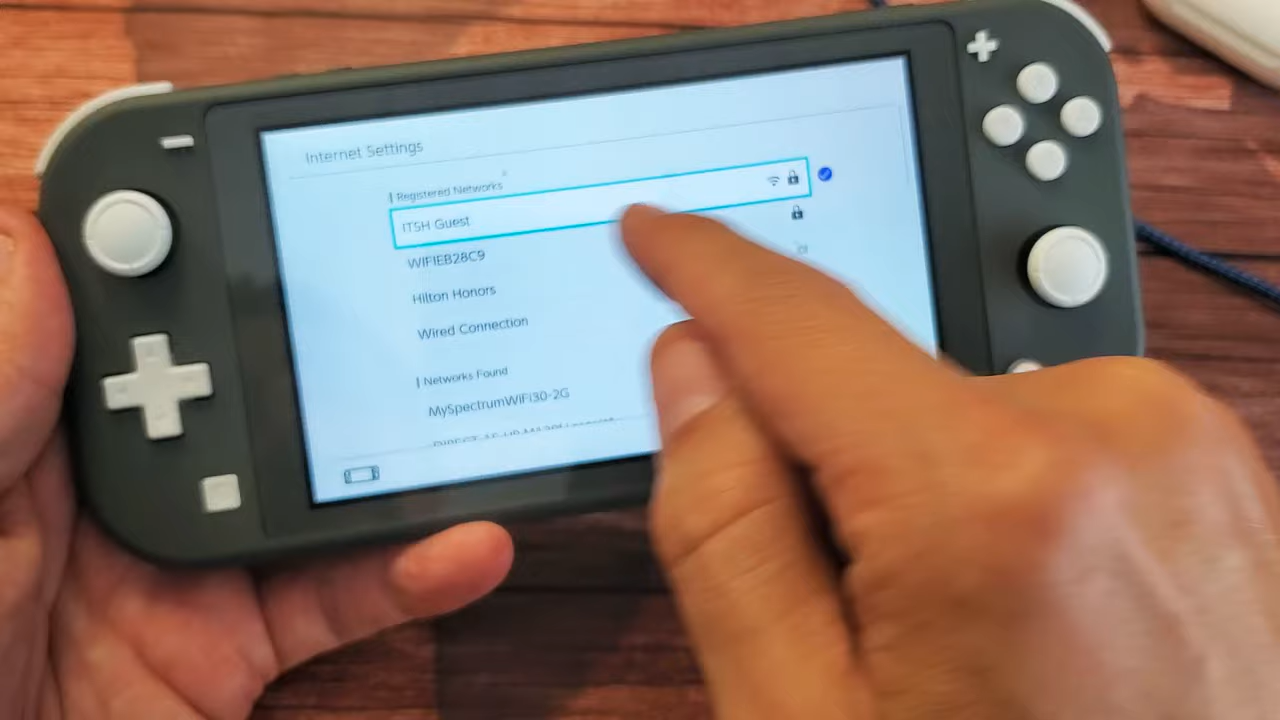 Internet Settings
Registered Networks
ITSH Guest
WIFIEB28C9
Hilton Honors
Wired Connection
Networks Found
MySpectrumWiFi30-2G